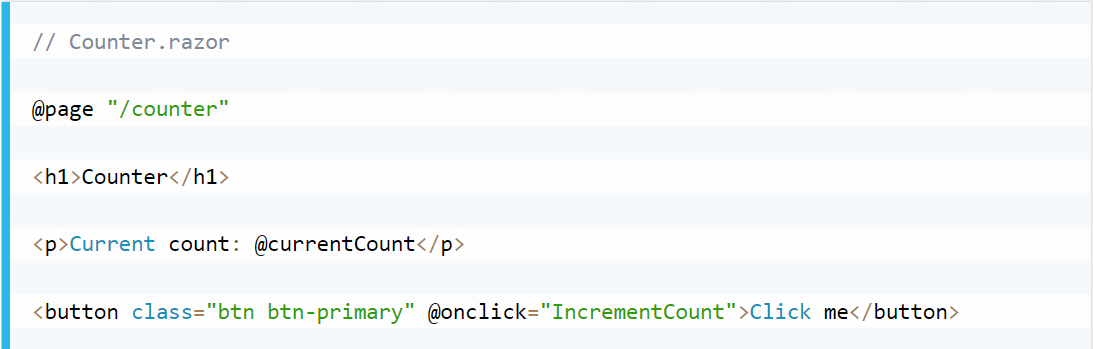 // Counter.razor
@page "/counter"
<h1>Counter</h1>
<p>Current count: @currentCount</p>
<button class="btn btn-primary" @onclick="IncrementCount">Click me</button>